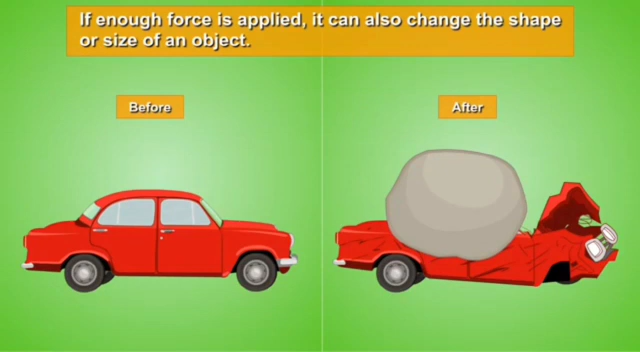 If enough force is applied, it can also change the shape
or size of an object.
Before
After